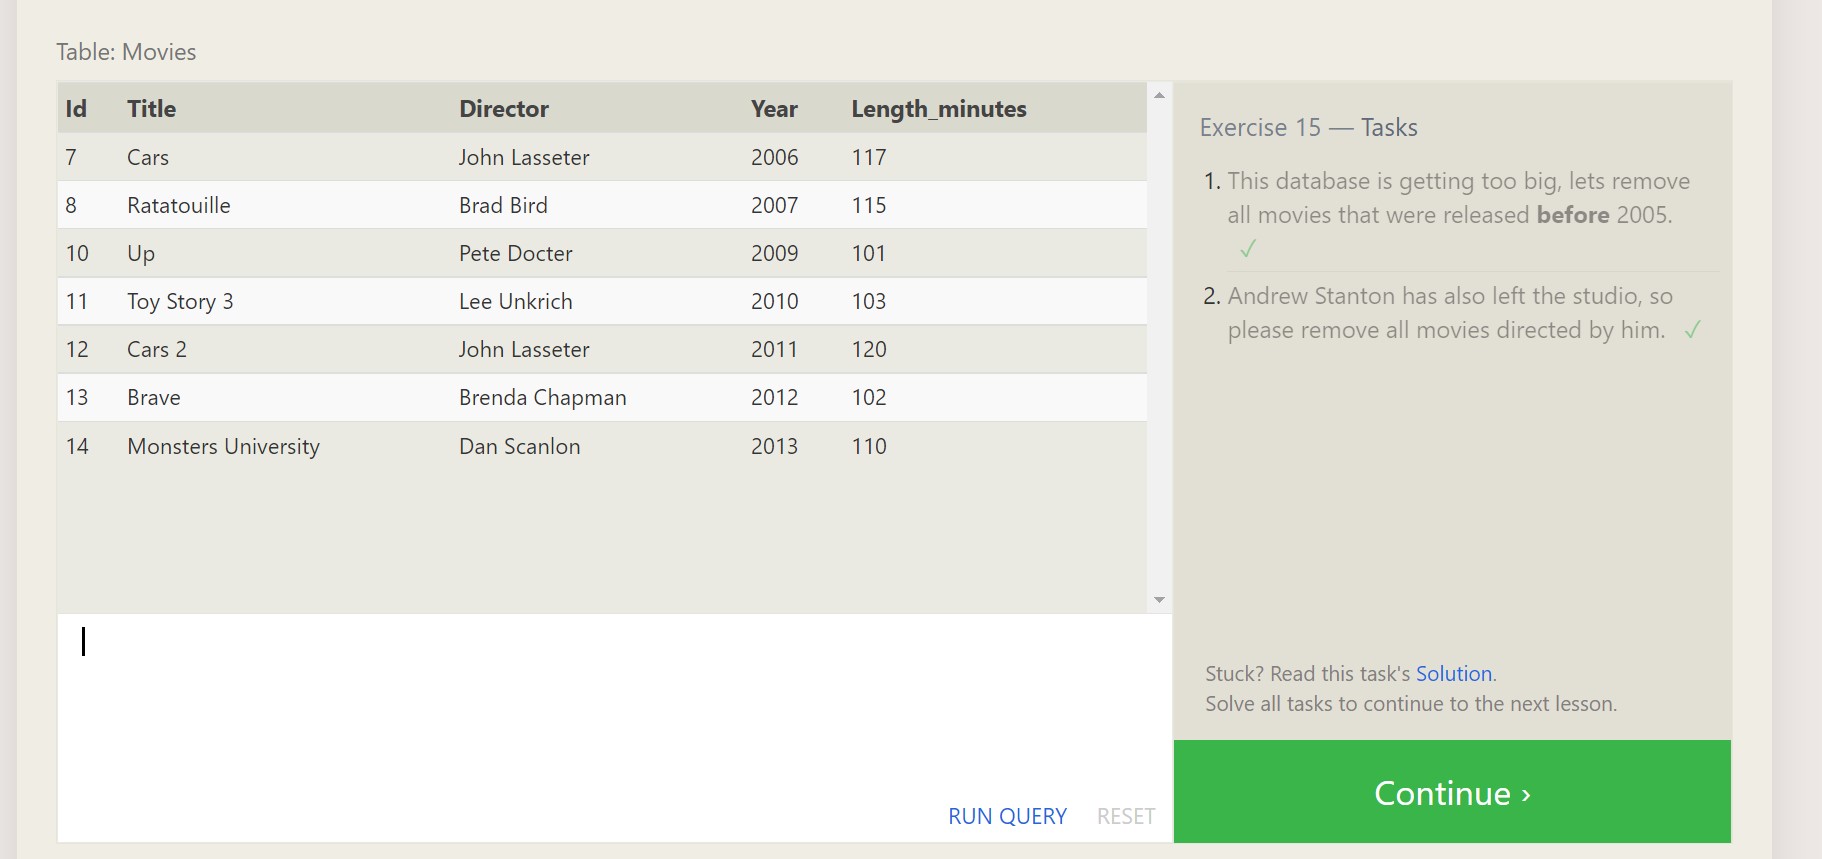 Table: Movies
Id Title Director Year Length_minutes
7 Cars John Lasseter 2006 117
8 Ratatouille Brad Bird 2007 115
10 Up Pete Docter 2009 101
11 Toy Story 3 Lee Unkrich 2010 103
12 Cars 2 John Lasseter 2011 120
13 Brave Brenda Chapman 2012 102
14 Monsters University Dan Scanlon 2013 110
RUN QUERY RESET
Exercise 15 — Tasks
1. This database is getting too big, lets remove
all movies that were released before 2005.
✓
2. Andrew Stanton has also left the studio, so
please remove all movies directed by him. ✓
Stuck? Read this task's Solution.
Solve all tasks to continue to the next lesson.
Continue ›